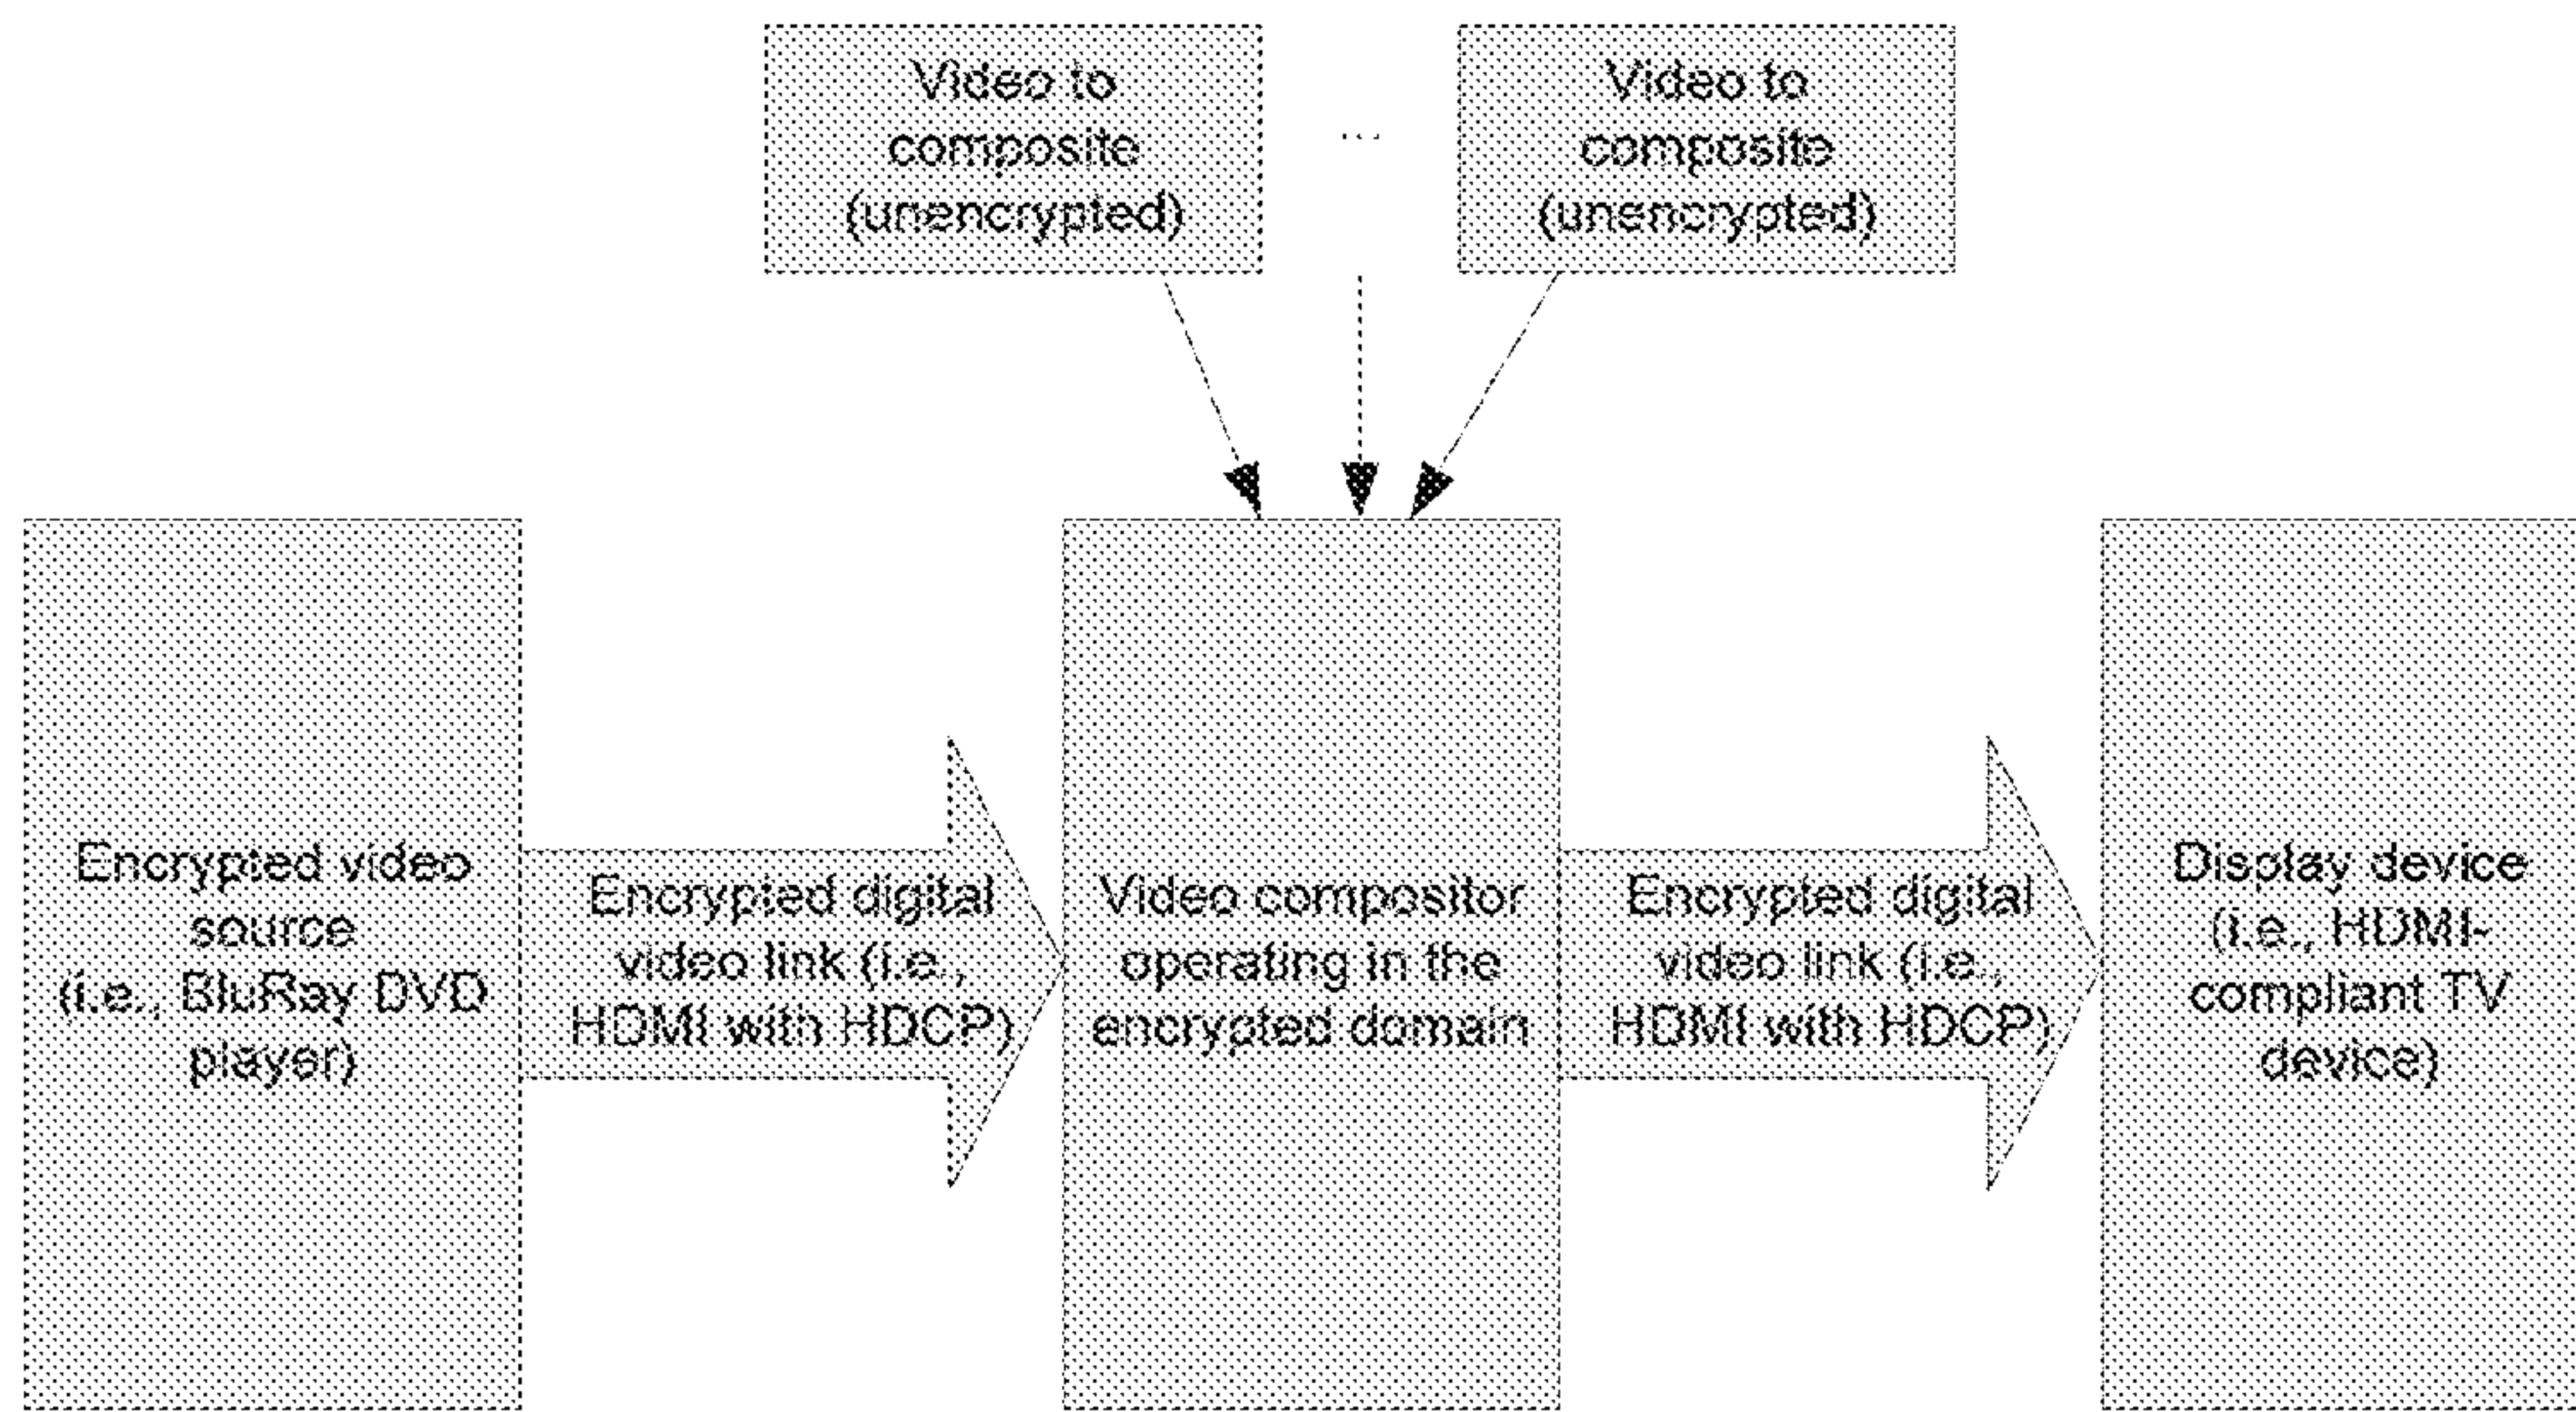 Video to
composite
(unencrypted)
...
Video to
composite
(unencrypted)
Encrypted video
source
(i.e., BluRay DVD
player)
Encrypted digital
video link (i.e.,
HDMI with HDCP)
Video compositor
operating in the
encrypted domain
Encrypted digital
video link (i.e.,
HDMI with HDCP)
Display device
(i.e., HDMI-
compliant TV
device)